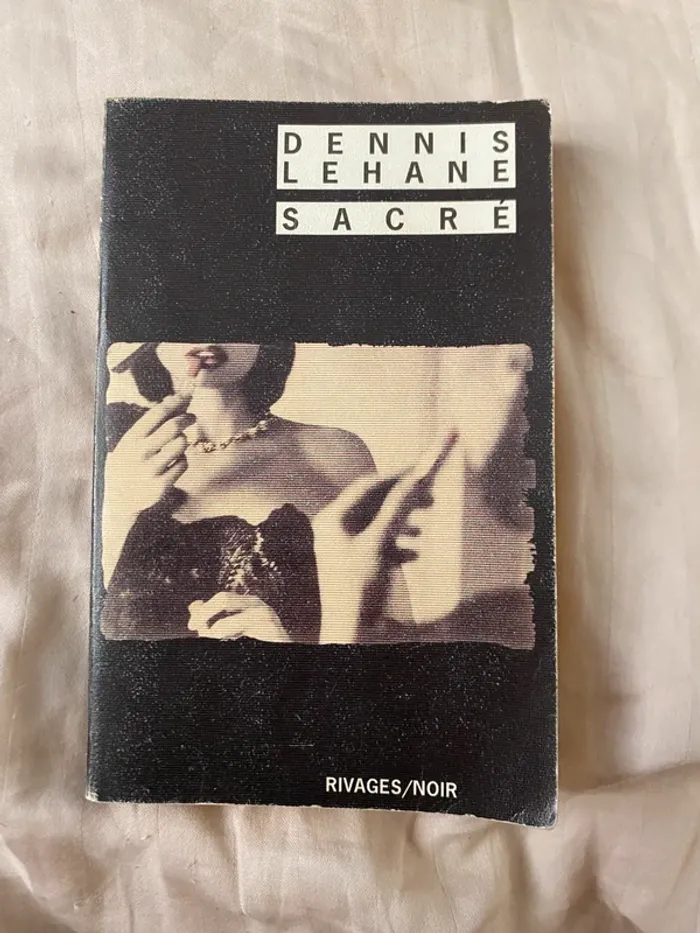 DENNIS
LEHANE
SACRÉ
RIVAGES/NOIR